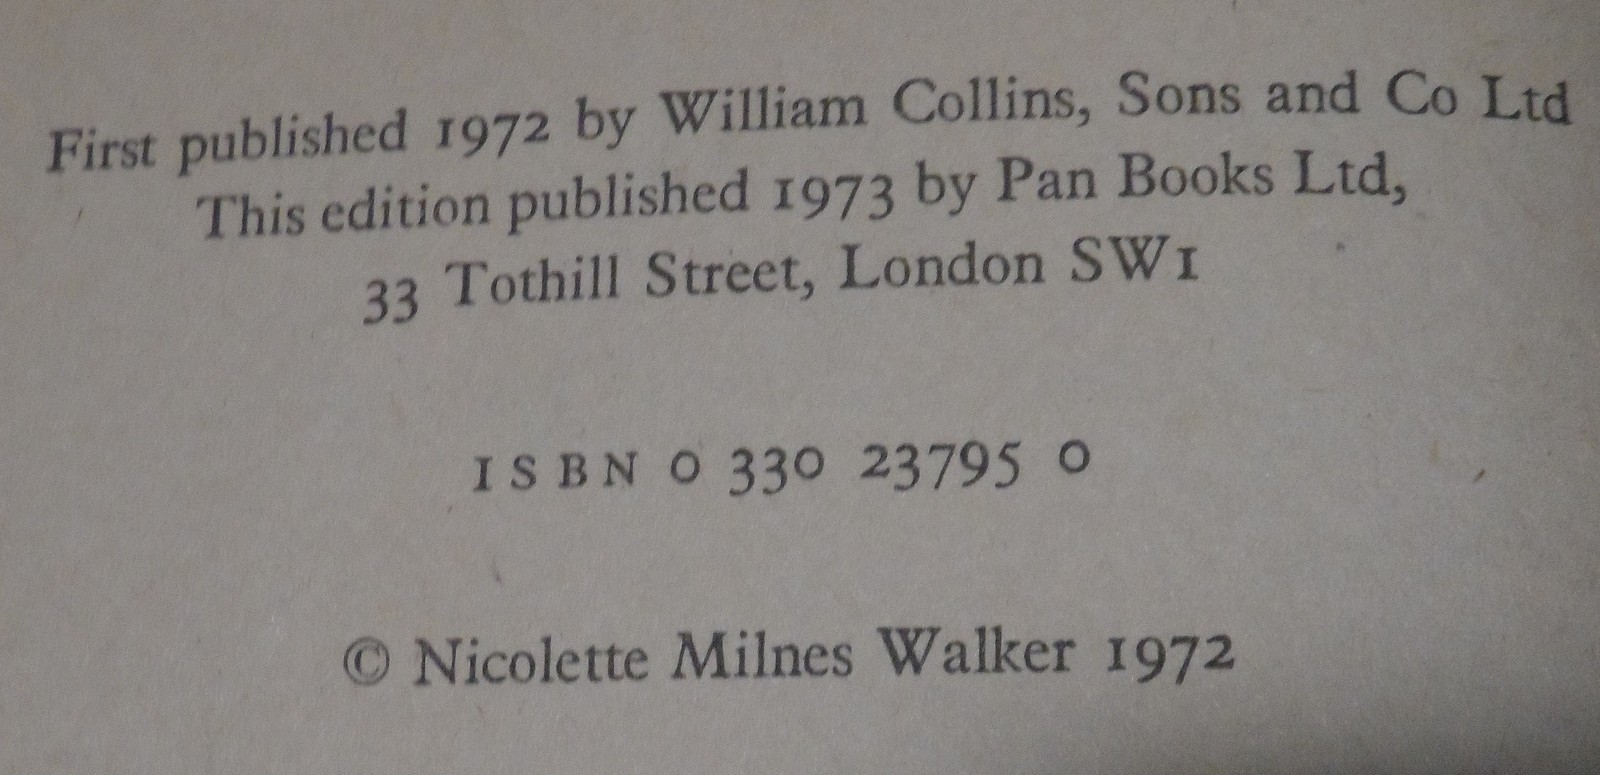 First published 1972 by William Collins, Sons and Co Ltd
This edition published 1973 by Pan Books Ltd,
33 Tothill Street, London SW1
ISBN 0 330 23795 0
© Nicolette Milnes Walker 1972